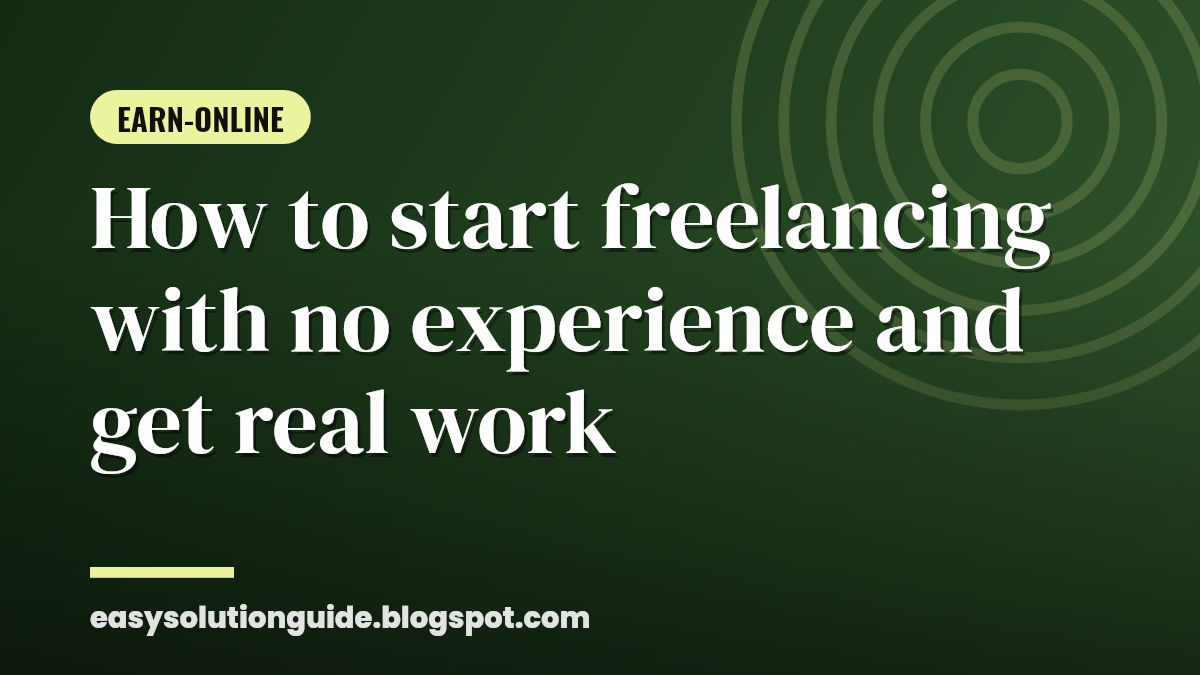 EARN-ONLINE
How to start freelancing
with no experience and
get real work
easysolutionguide.blogspot.com